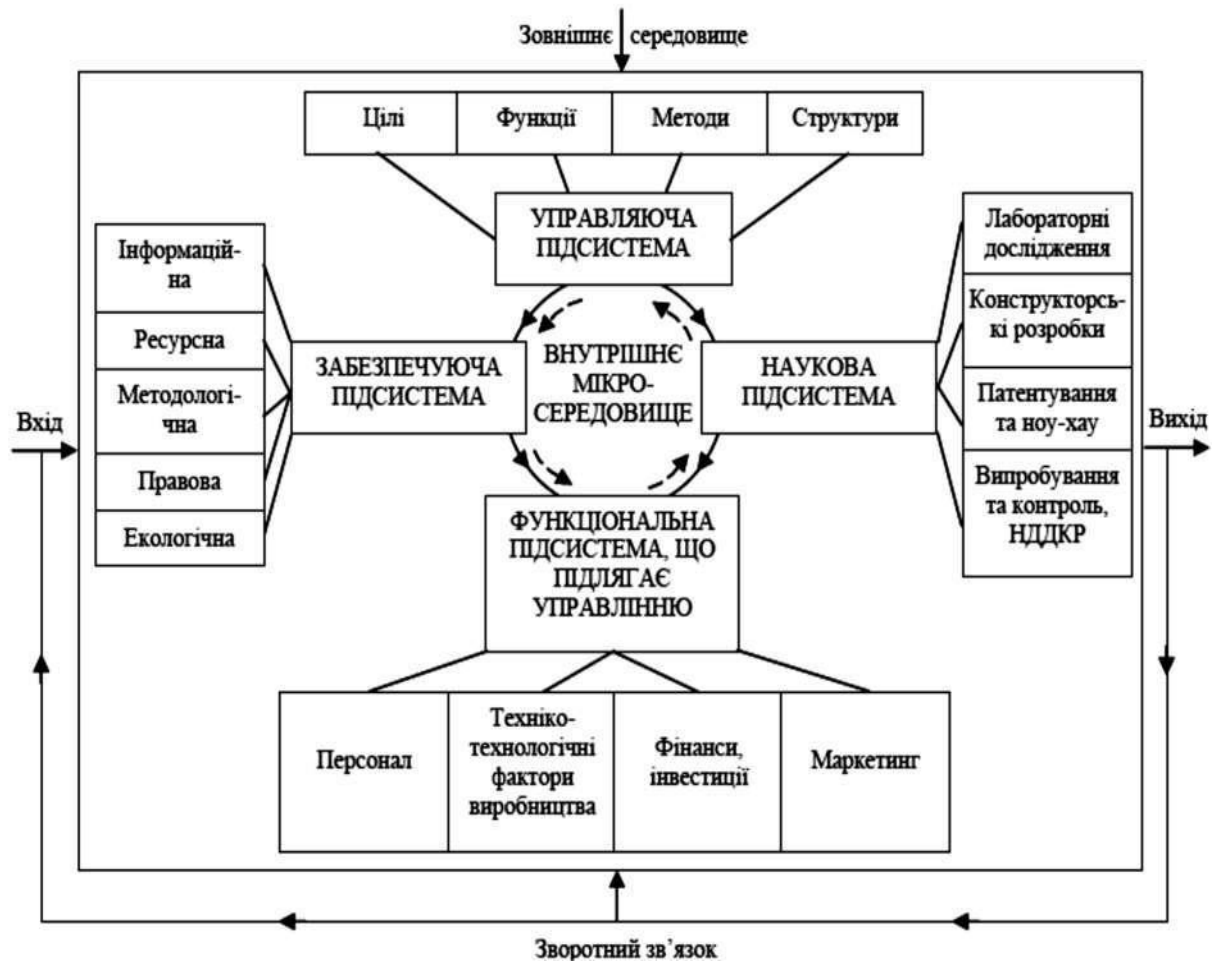 Зовнішнє середовище
Цілі
Функції
Методи
Структури
УПРАВЛЯЮЧА
ПІДСИСТЕМА
Інформацій-
на
Ресурсна
Методологі-
чна
Правова
Екологічна
ЗАБЕЗПЕЧУЮЧА
ПІДСИСТЕМА
ВНУТРІШНЄ
МІКРО-
СЕРЕДОВИЩЕ
НАУКОВА
ПІДСИСТЕМА
Лабораторні
дослідження
Конструкторсь-
кі розробки
Патентування
та ноу-хау
Випробування
та контроль,
НДДКР
Вхід
Вихід
ФУНКЦІОНАЛЬНА
ПІДСИСТЕМА, ЩО
ПІДЛЯГАЄ
УПРАВЛІННЮ
Персонал
Техніко-
технологічні
фактори
виробництва
Фінанси,
інвестиції
Маркетинг
Зворотний зв’язок